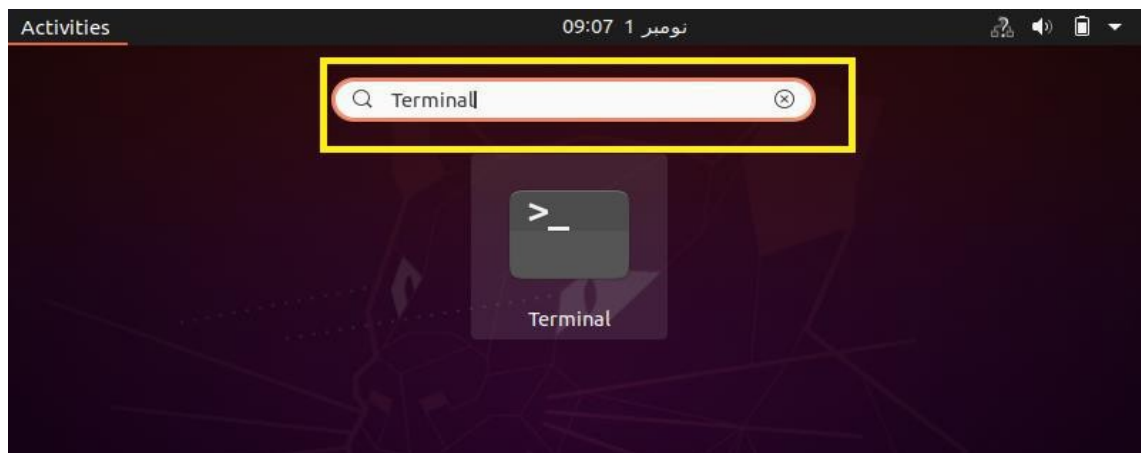 Activities
09:07 1 نومبر
Terminal
>_
Terminal